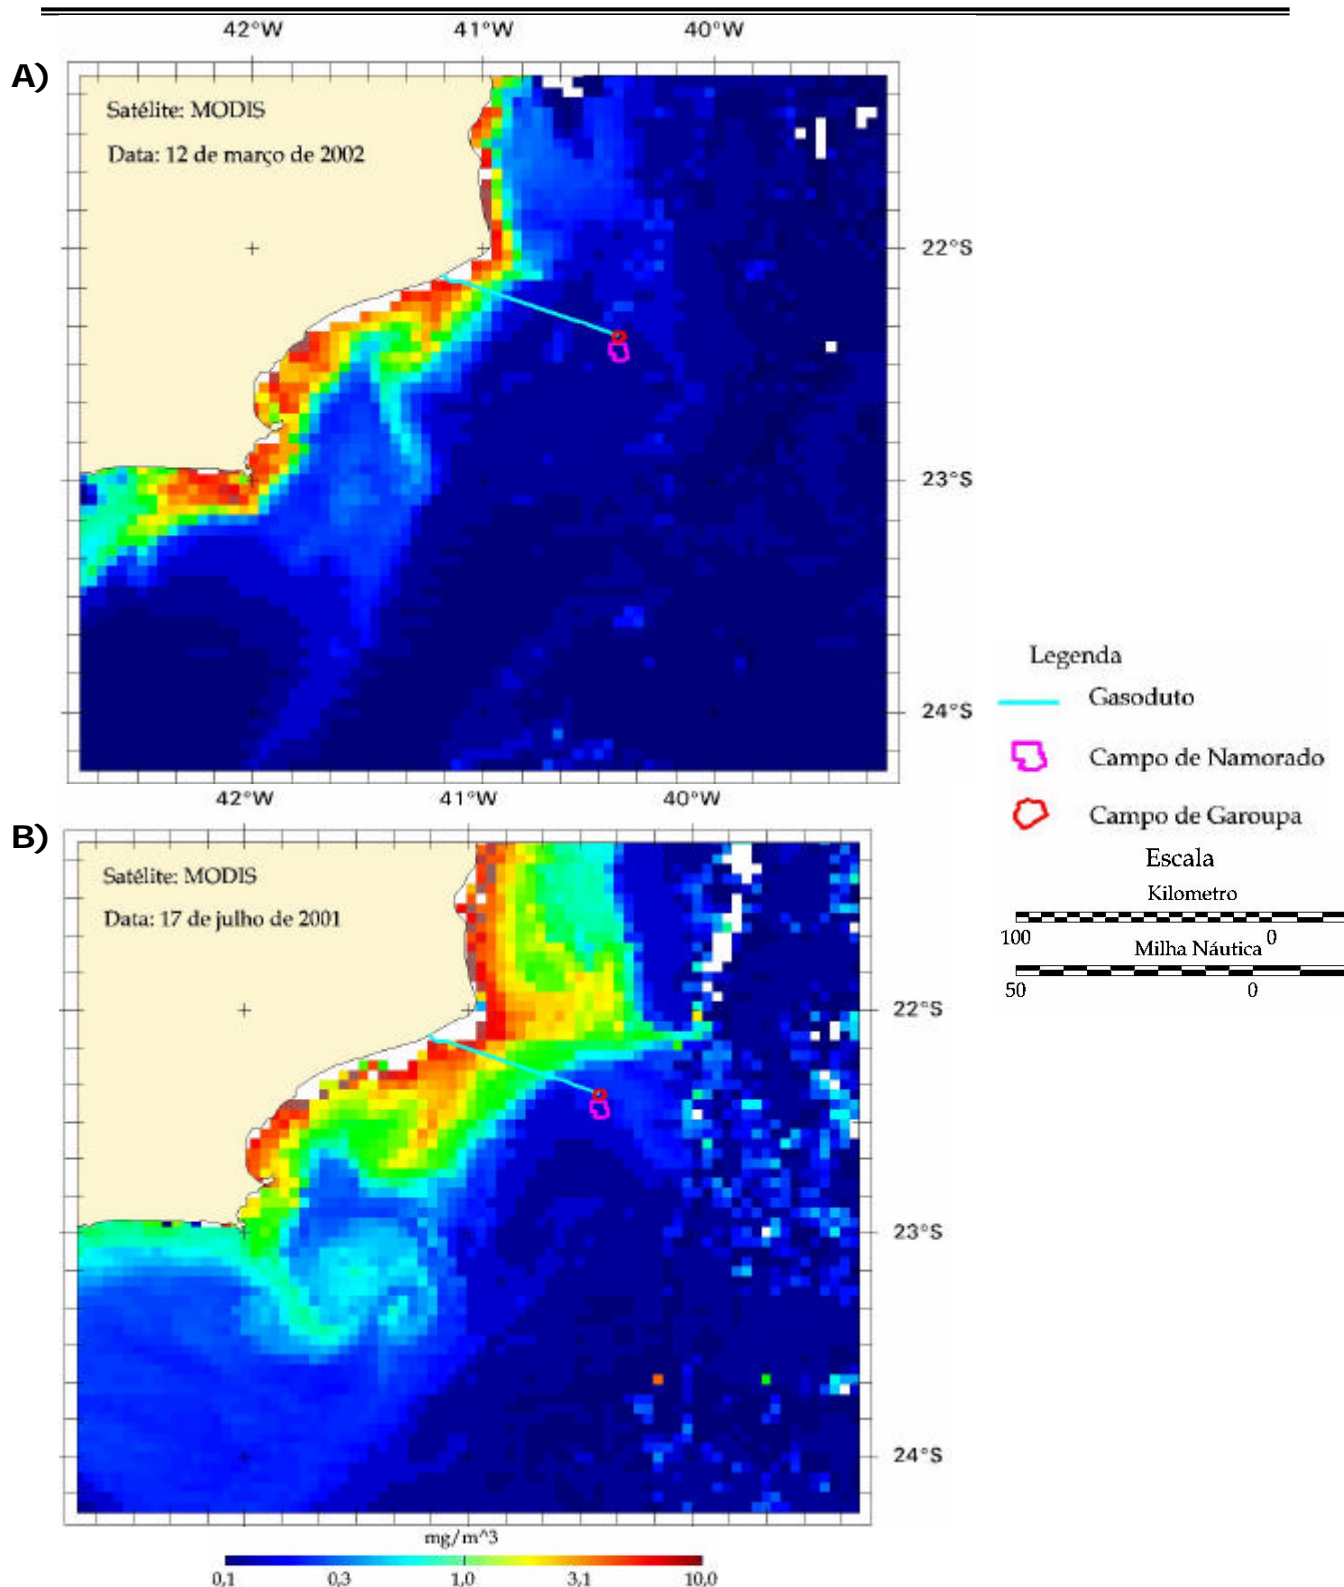 42°W 41°W 40°W
A)
Satélite: MODIS
Data: 12 de março de 2002
22°S
23°S
24°S
42°W 41°W 40°W
B)
Satélite: MODIS
Data: 17 de julho de 2001
22°S
23°S
24°S
mg/m^3
0,1 0,3 1,0 3,1 10,0
Legenda
Gasoduto
Campo de Namorado
Campo de Garoupa
Escala
Kilometro
100 0
Milha Náutica
50 0